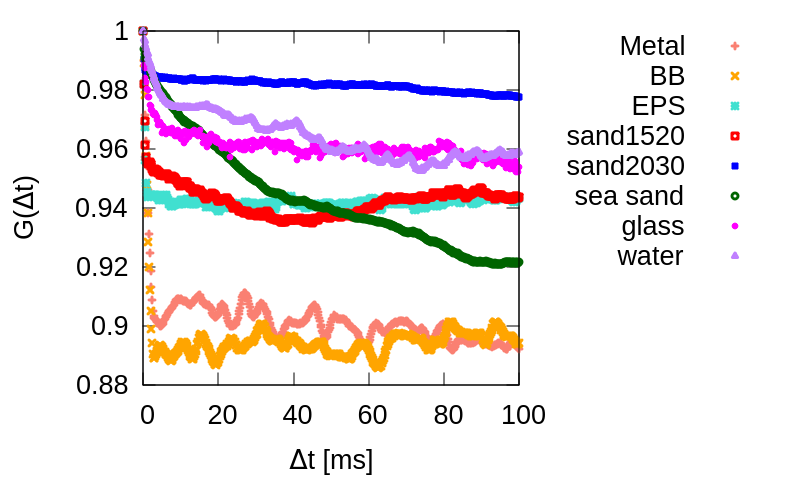 1
0.98
0.96
0.94
0.92
0.9
0.88
G(Δt)
0 20 40 60 80 100
Δt [ms]
Metal
BB
EPS
sand1520
sand2030
sea sand
glass
water